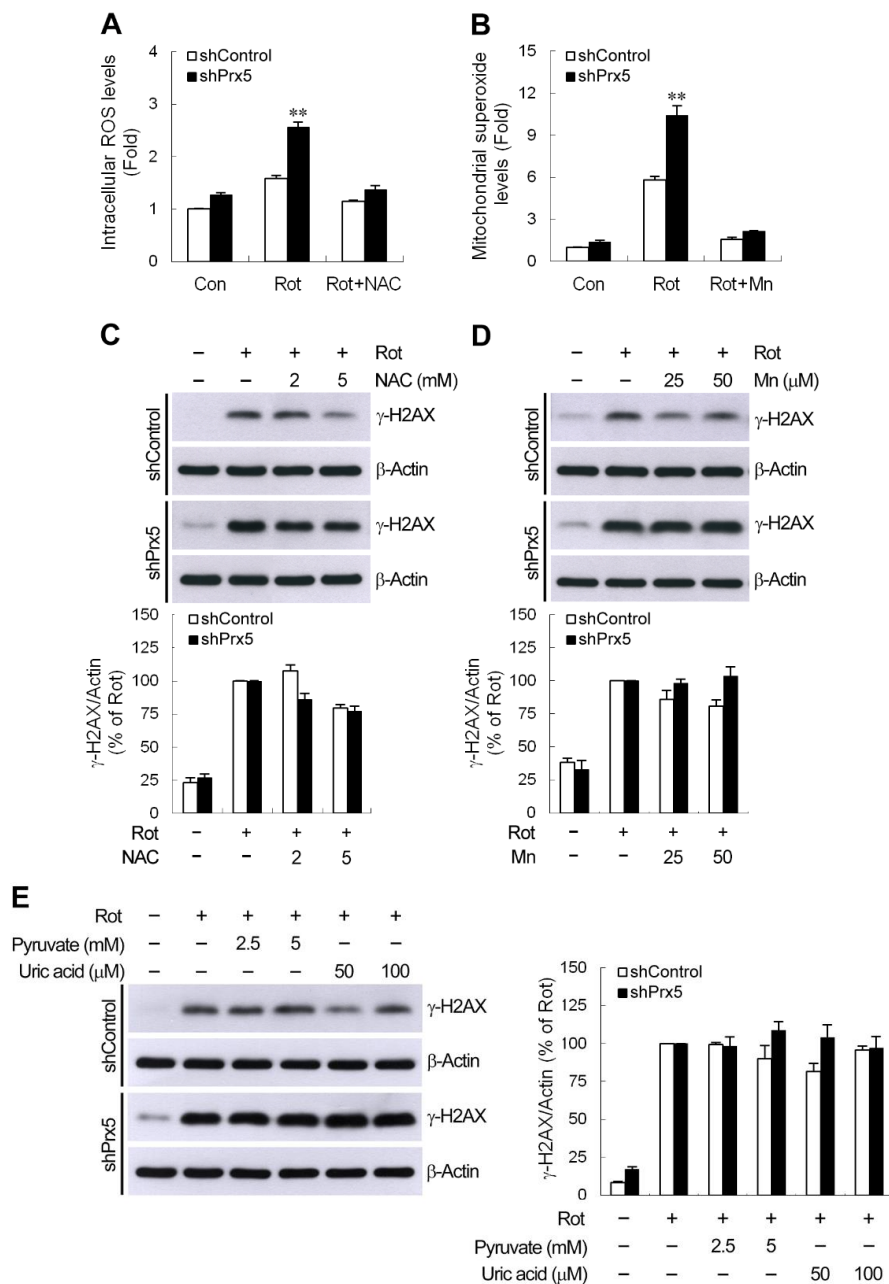 A
shControl
shPrx5
Intracellular ROS levels
(Fold)
4
3
2
1
0
**
Con Rot Rot+NAC
B
shControl
shPrx5
Mitochondrial superoxide
levels (Fold)
15
12
9
6
3
0
**
Con Rot Rot+Mn
C
– + + + Rot
– – 2 5 NAC (mM)
shControl
γ-H2AX
β-Actin
shPrx5
γ-H2AX
β-Actin
shControl
shPrx5
γ-H2AX/Actin
(% of Rot)
150
125
100
75
50
25
0
Rot – + + +
NAC – – 2 5
D
– + + + Rot
– – 25 50 Mn (μM)
shControl
γ-H2AX
β-Actin
shPrx5
γ-H2AX
β-Actin
shControl
shPrx5
γ-H2AX/Actin
(% of Rot)
150
125
100
75
50
25
0
Rot – + + +
Mn – – 25 50
E
Rot – + + + + +
Pyruvate (mM) – – 2.5 5 – –
Uric acid (μM) – – – – 50 100
shControl
γ-H2AX
β-Actin
shPrx5
γ-H2AX
β-Actin
shControl
shPrx5
γ-H2AX/Actin (% of Rot)
150
125
100
75
50
25
0
Rot – + + + + +
Pyruvate (mM) – – 2.5 5 – –
Uric acid (μM) – – – – 50 100